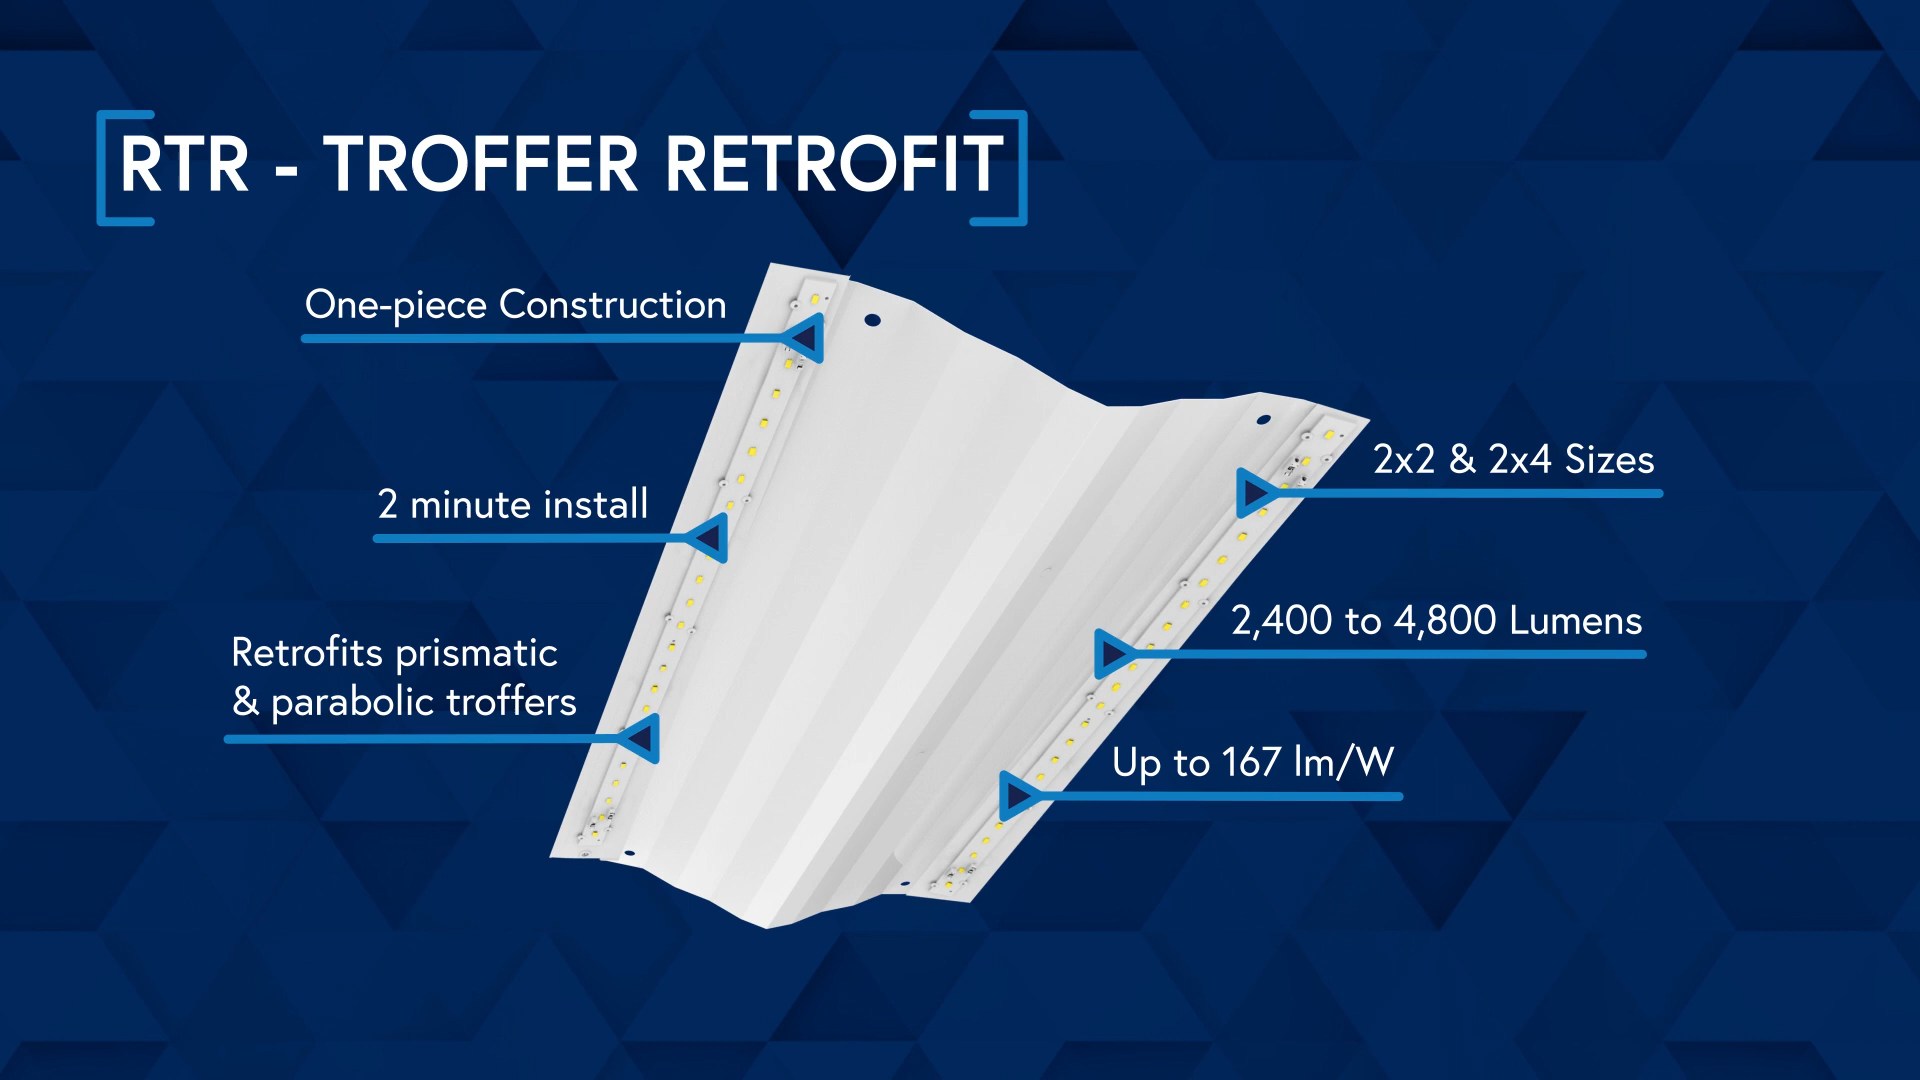 RTR - TROFFER RETROFIT
One-piece Construction
2 minute install
Retrofits prismatic
& parabolic troffers
2x2 & 2x4 Sizes
2,400 to 4,800 Lumens
Up to 167 lm/W